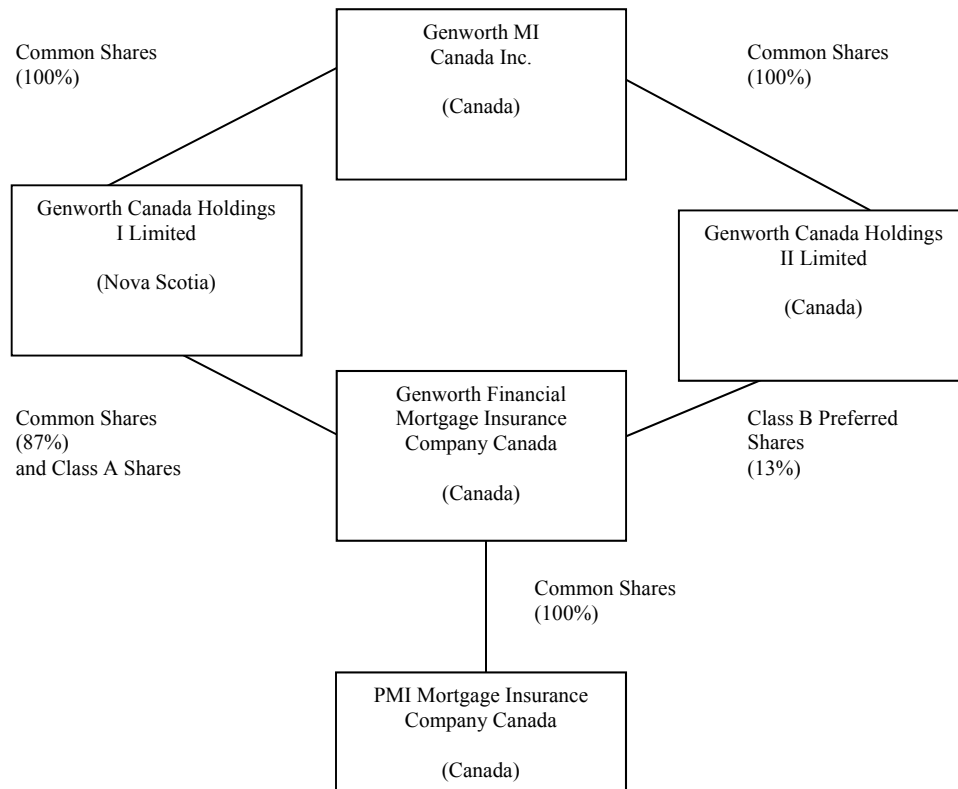 Genworth MI
Canada Inc.
(Canada)
Common Shares
(100%)
Common Shares
(100%)
Genworth Canada Holdings
I Limited
(Nova Scotia)
Genworth Canada Holdings
II Limited
(Canada)
Common Shares
(87%)
and Class A Shares
Genworth Financial
Mortgage Insurance
Company Canada
(Canada)
Class B Preferred
Shares
(13%)
Common Shares
(100%)
PMI Mortgage Insurance
Company Canada
(Canada)